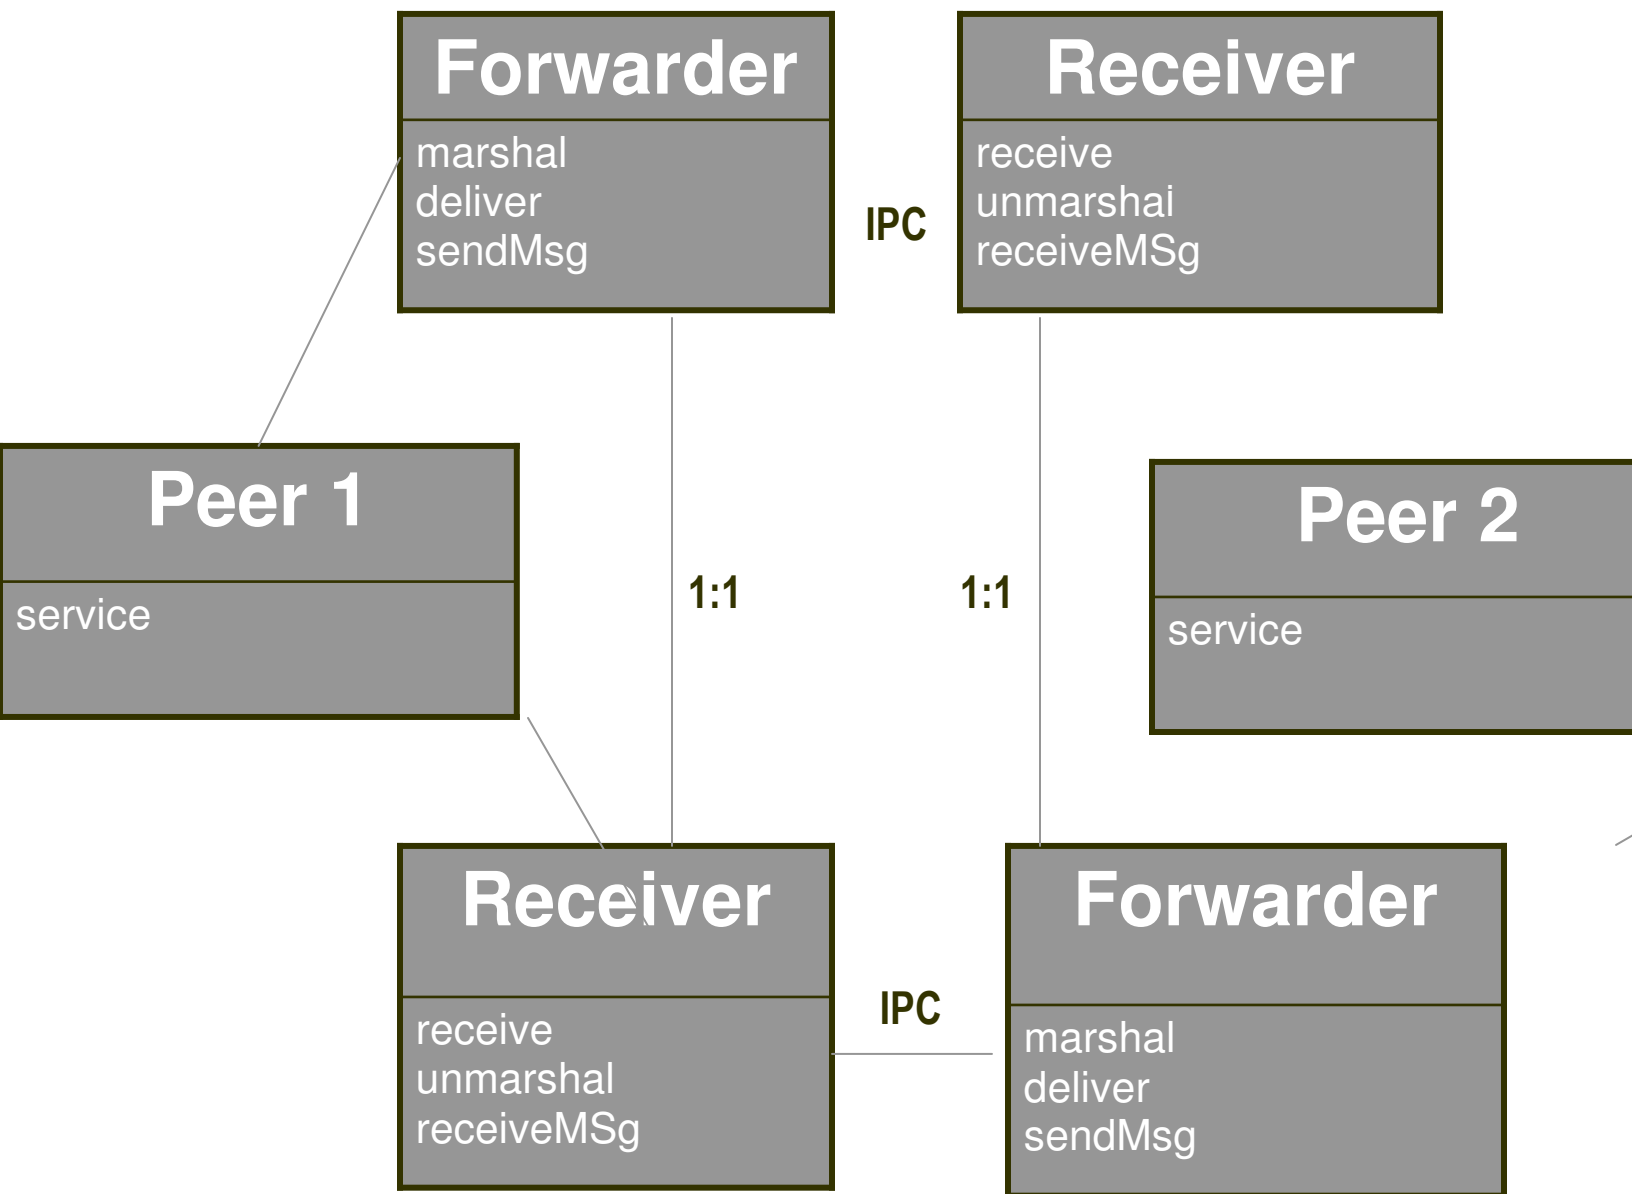 Forwarder
marshal
deliver
sendMsg
IPC
Receiver
receive
unmarshai
receiveMSg
Peer 1
service
1:1
1:1
Peer 2
service
Receiver
receive
unmarshal
receiveMSg
IPC
Forwarder
marshal
deliver
sendMsg